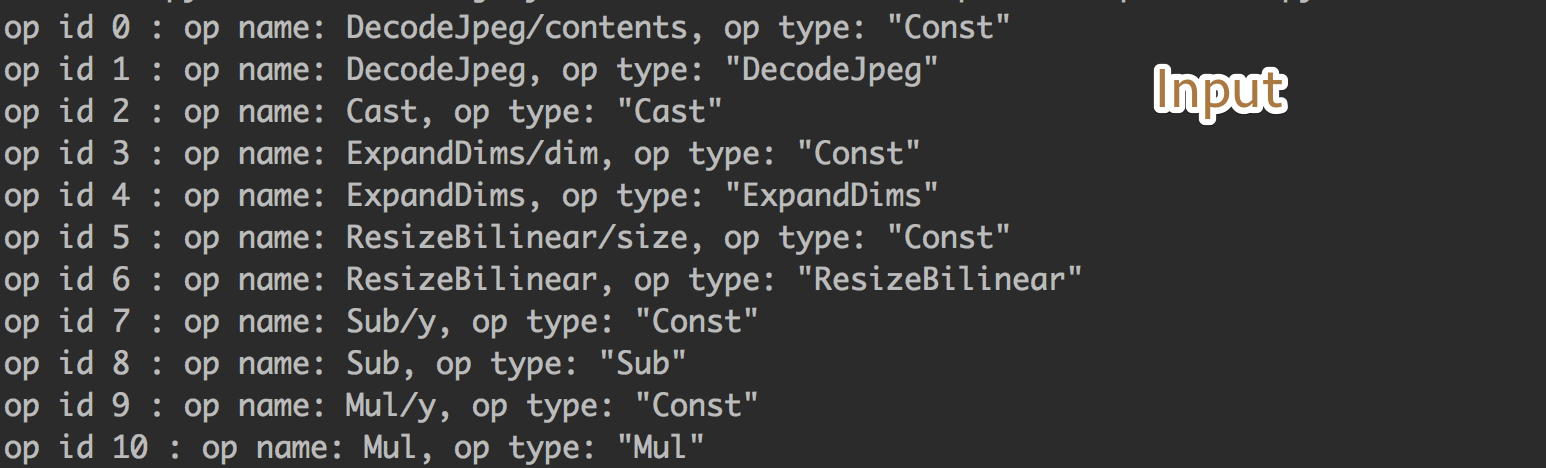 op id 0 : op name: DecodeJpeg/contents, op type: "Const"
op id 1 : op name: DecodeJpeg, op type: "DecodeJpeg"
Input
op id 2 : op name: Cast, op type: "Cast"
op id 3 : op name: ExpandDims/dim, op type: "Const"
op id 4 : op name: ExpandDims, op type: "ExpandDims"
op id 5 : op name: ResizeBilinear/size, op type: "Const"
op id 6 : op name: ResizeBilinear, op type: "ResizeBilinear"
op id 7 : op name: Sub/y, op type: "Const"
op id 8 : op name: Sub, op type: "Sub"
op id 9 : op name: Mul/y, op type: "Const"
op id 10 : op name: Mul, op type: "Mul"